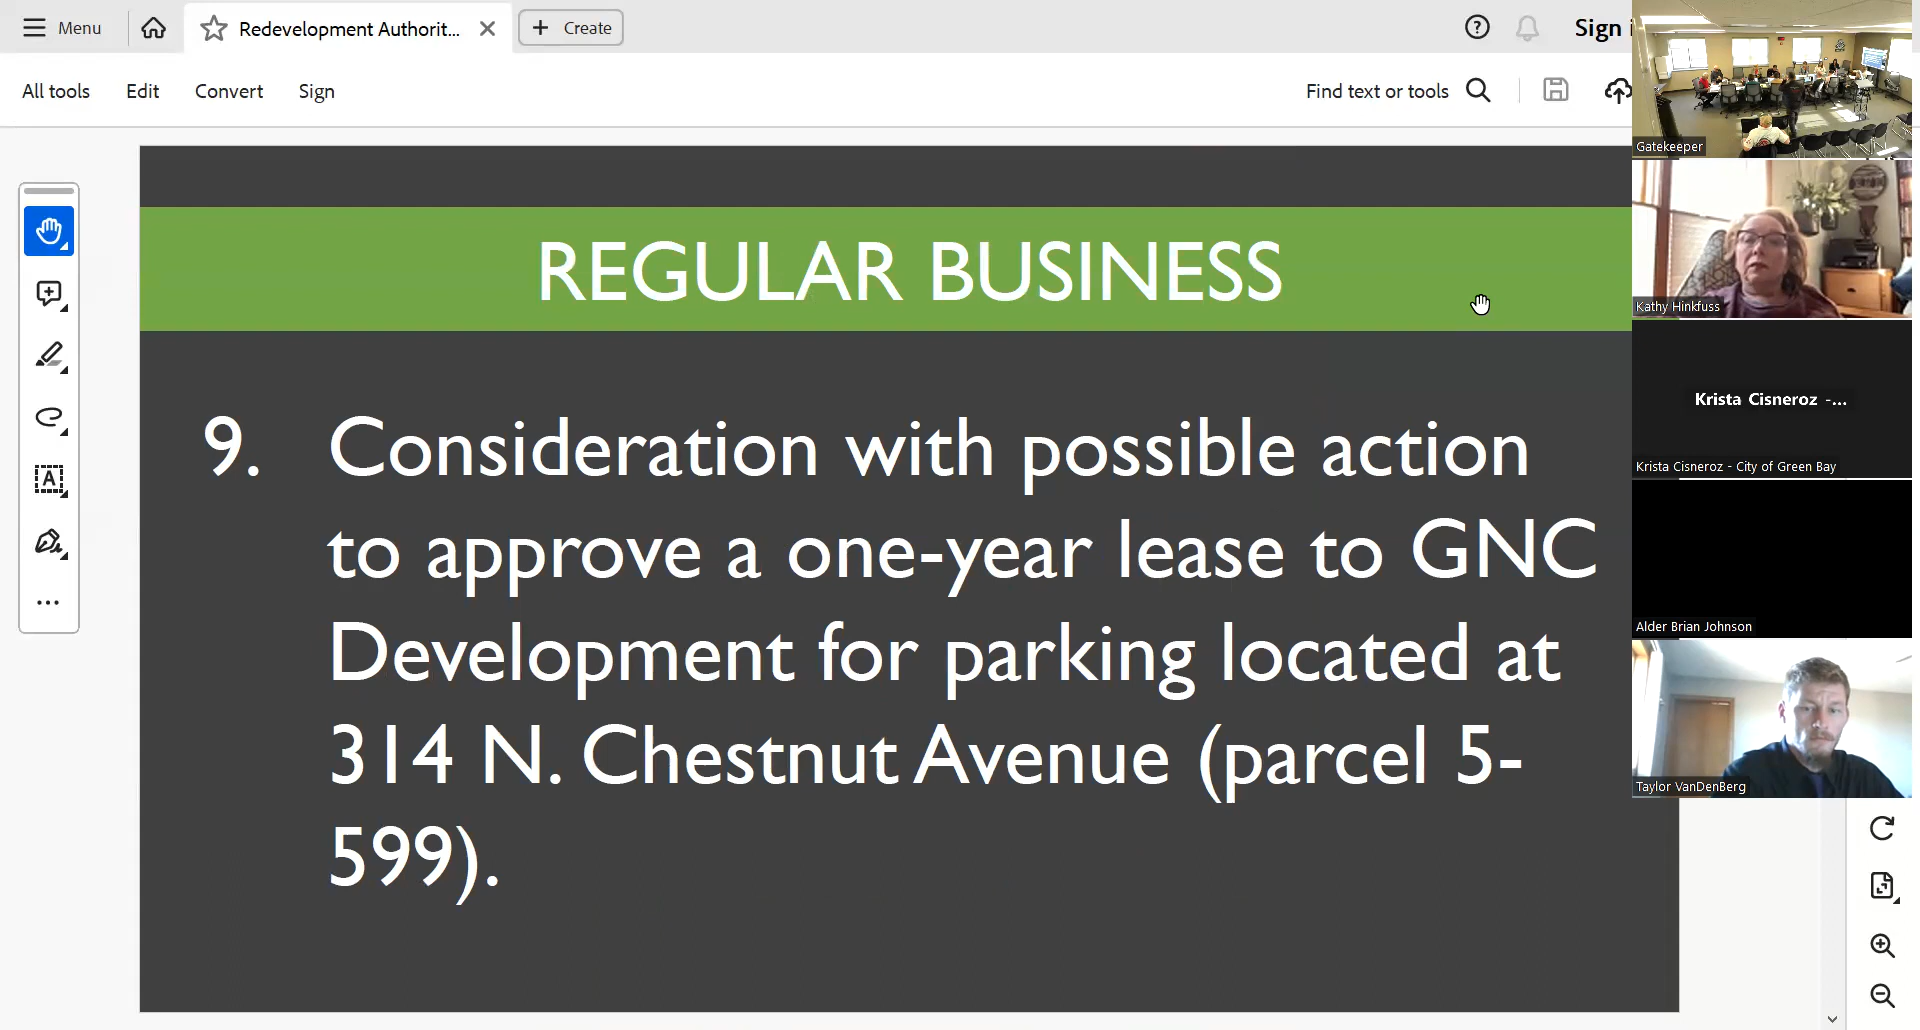 Menu
Redevelopment Authorit...
Create
Sign i
All tools
Edit
Convert
Sign
Find text or tools
REGULAR BUSINESS
9. Consideration with possible action
to approve a one-year lease to GNC
Development for parking located at
314 N. Chestnut Avenue (parcel 5-
599).
Gatekeeper
Kathy Hinkfuss
Krista Cisneroz -...
Krista Cisneroz - City of Green Bay
Alder Brian Johnson
Taylor VanDenBerg